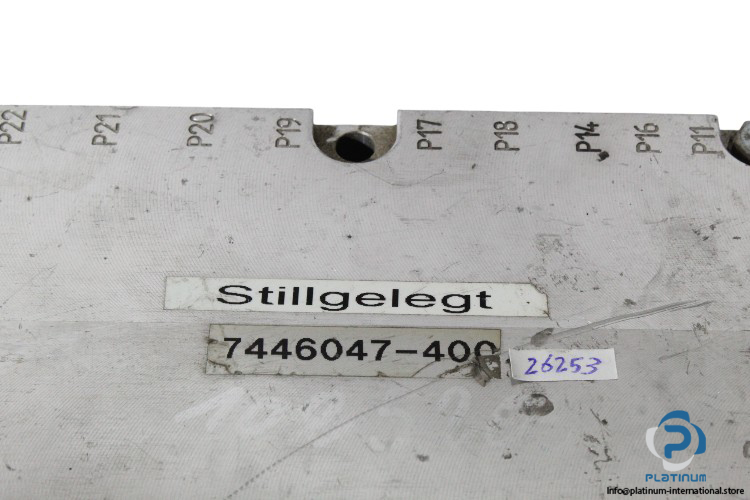 P22 P21 P20 P19 P17 P18 P14 P16 P11
Stillgelegt
7446047-400
26253
PLATINUM
info@platinum-international.store